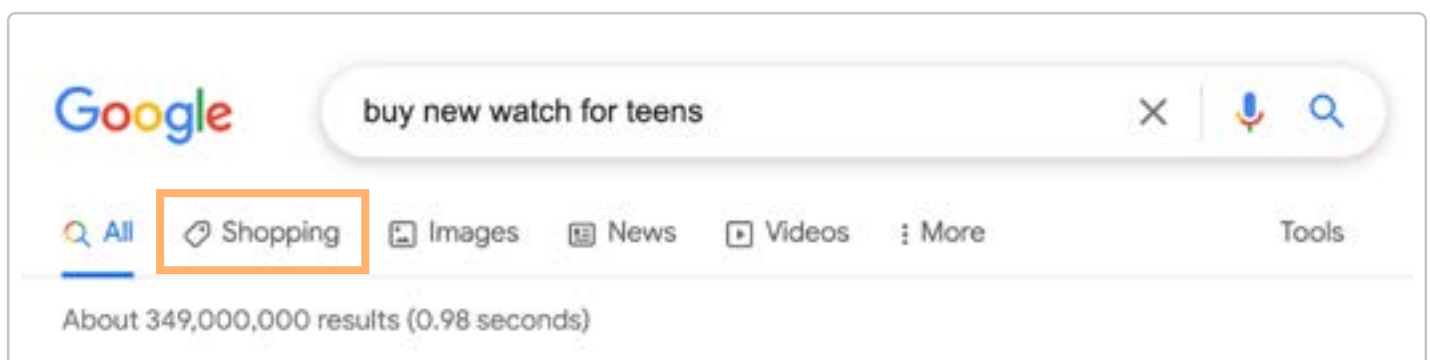 Google buy new watch for teens
All Shopping Images News Videos More Tools
About 349,000,000 results (0.98 seconds)